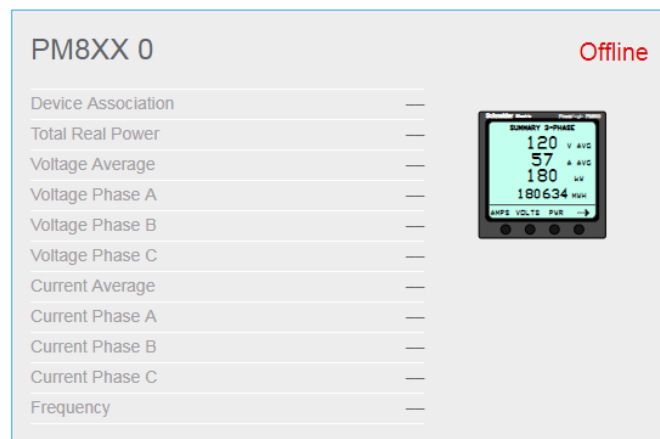 PM8XX 0
Offline
Device Association —
Total Real Power —
Voltage Average —
Voltage Phase A —
Voltage Phase B —
Voltage Phase C —
Current Average —
Current Phase A —
Current Phase B —
Current Phase C —
Frequency —
Schneider Electric
SUMMARY 3-PHASE
120 V AVG
57 A AVG
180 kW
180634 MWH
AMPS VOLTS PWR →